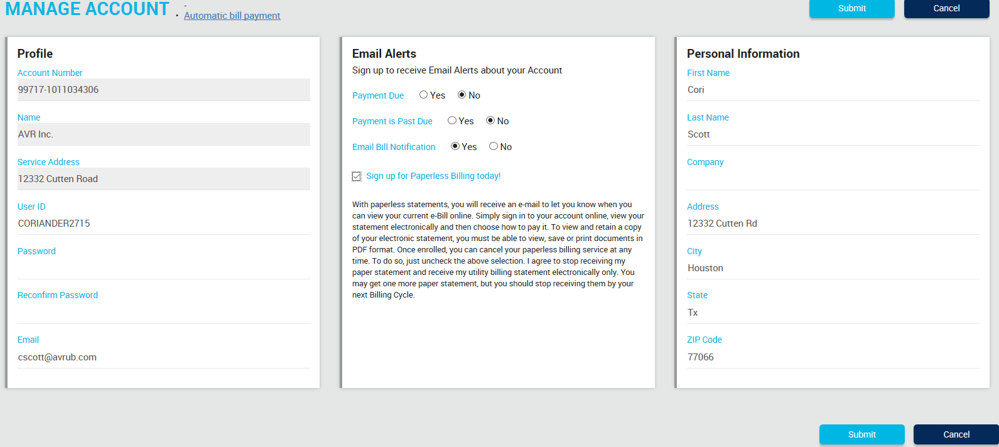 MANAGE ACCOUNT
-
• Automatic bill payment
Submit
Cancel
Profile
Account Number
99717-1011034306
Name
AVR Inc.
Service Address
12332 Cutten Road
User ID
CORIANDER2715
Password
Reconfirm Password
Email
cscott@avrub.com
Email Alerts
Sign up to receive Email Alerts about your Account
Payment Due Yes No
Payment is Past Due Yes No
Email Bill Notification Yes No
Sign up for Paperless Billing today!
With paperless statements, you will receive an e-mail to let you know when you
can view your current e-Bill online. Simply sign in to your account online, view your
statement electronically and then choose how to pay it. To view and retain a copy
of your electronic statement, you must be able to view, save or print documents in
PDF format. Once enrolled, you can cancel your paperless billing service at any
time. To do so, just uncheck the above selection. I agree to stop receiving my
paper statement and receive my utility billing statement electronically only. You
may get one more paper statement, but you should stop receiving them by your
next Billing Cycle.
Personal Information
First Name
Cori
Last Name
Scott
Company
Address
12332 Cutten Rd
City
Houston
State
Tx
ZIP Code
77066
Submit
Cancel